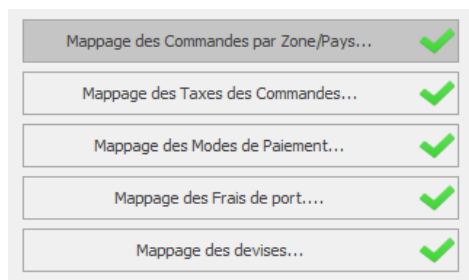 Mappage des Commandes par Zone/Pays...
Mappage des Taxes des Commandes...
Mappage des Modes de Paiement...
Mappage des Frais de port....
Mappage des devises...